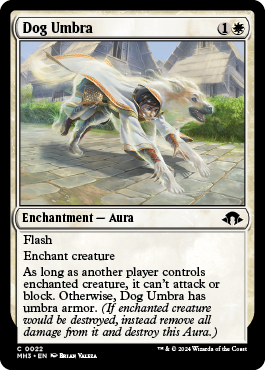 Dog Umbra 1
Enchantment — Aura
Flash
Enchant creature
As long as another player controls
enchanted creature, it can't attack or
block. Otherwise, Dog Umbra has
umbra armor. (If enchanted creature
would be destroyed, instead remove all
damage from it and destroy this Aura.)
C 0022
MH3 • EN Brian Valeza
™ & © 2024 Wizards of the Coast